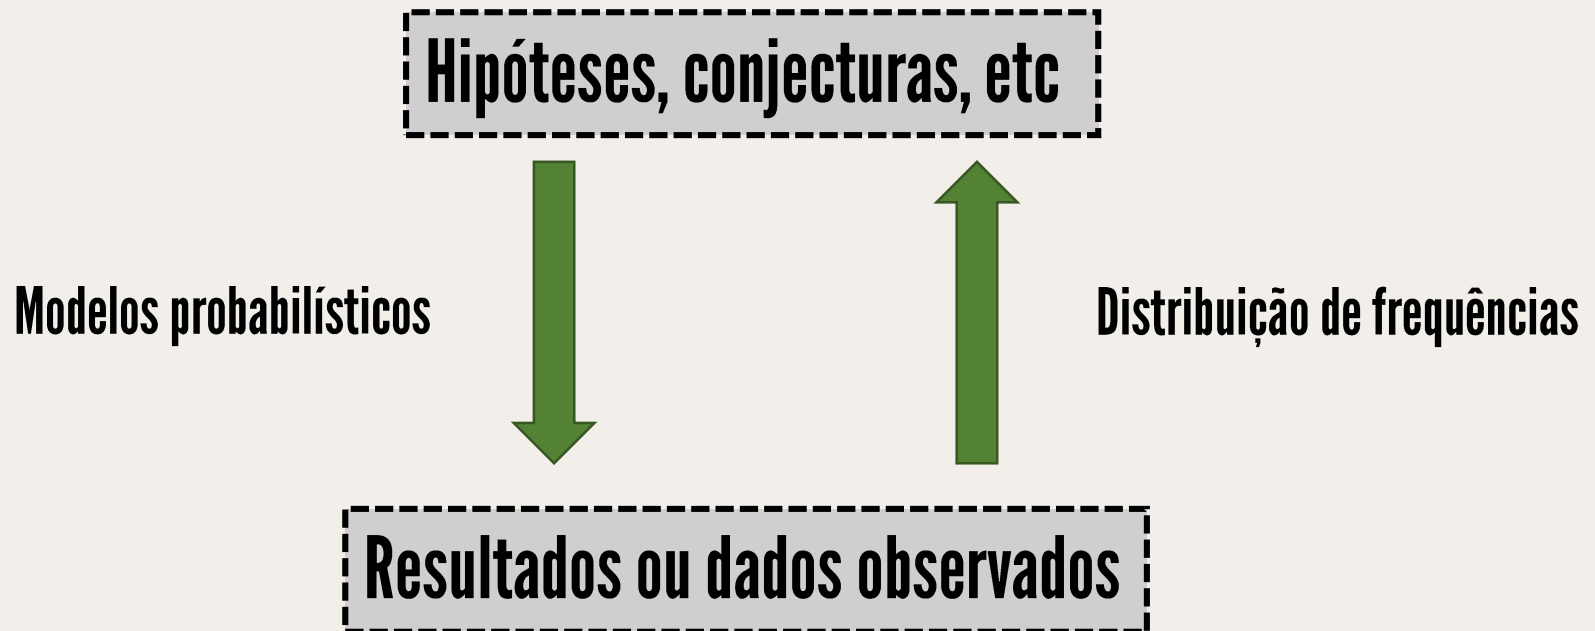 Hipóteses, conjecturas, etc
Modelos probabilísticos
Distribuição de frequências
Resultados ou dados observados